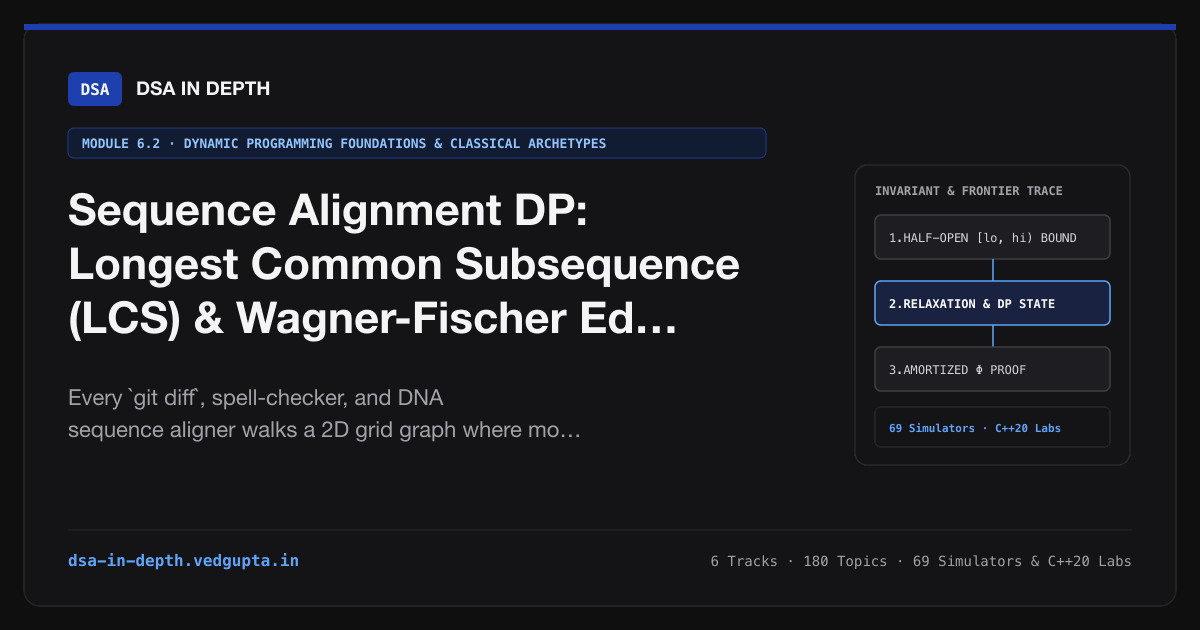 DSA
DSA IN DEPTH
MODULE 6.2 · DYNAMIC PROGRAMMING FOUNDATIONS & CLASSICAL ARCHETYPES
Sequence Alignment DP:
Longest Common Subsequence
(LCS) & Wagner-Fischer Ed...
Every `git diff`, spell-checker, and DNA
sequence aligner walks a 2D grid graph where mo...
INVARIANT & FRONTIER TRACE
1.HALF-OPEN [lo, hi) BOUND
2.RELAXATION & DP STATE
3.AMORTIZED Φ PROOF
69 Simulators · C++20 Labs
dsa-in-depth.vedgupta.in
6 Tracks · 180 Topics · 69 Simulators & C++20 Labs